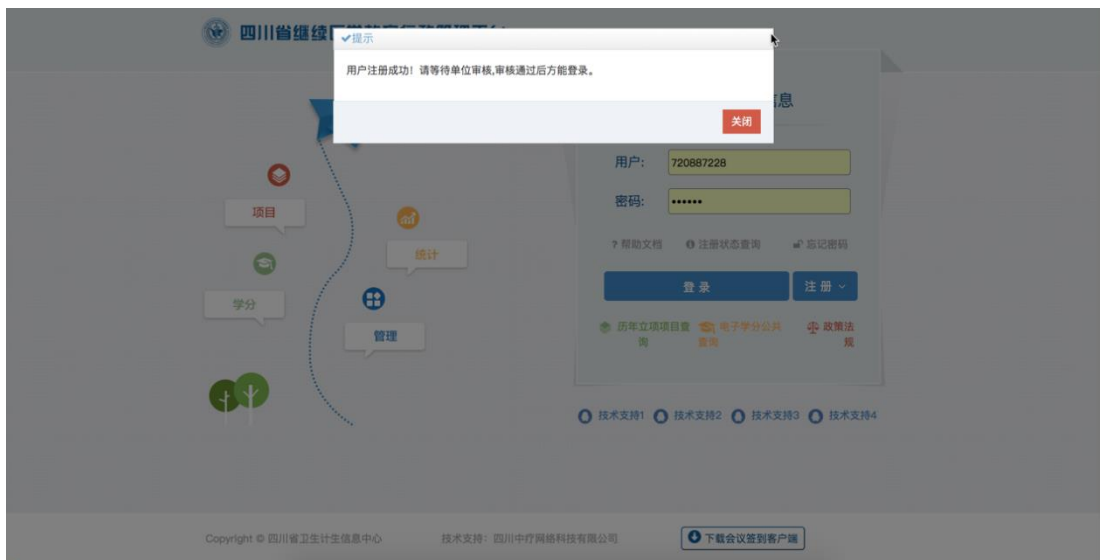 四川省继续
✔提示
用户注册成功！请等待单位审核,审核通过后方能登录。
关闭
息
用户:
720887228
密码:
••••••
项目
统计
学分
管理
? 帮助文档
注册状态查询
忘记密码
登 录
注 册
历年立项项目查
询
电子学分公共
查询
政策法
规
技术支持1
技术支持2
技术支持3
技术支持4
Copyright © 四川省卫生计生信息中心
技术支持：四川中疗网络科技有限公司
下载会议签到客户端